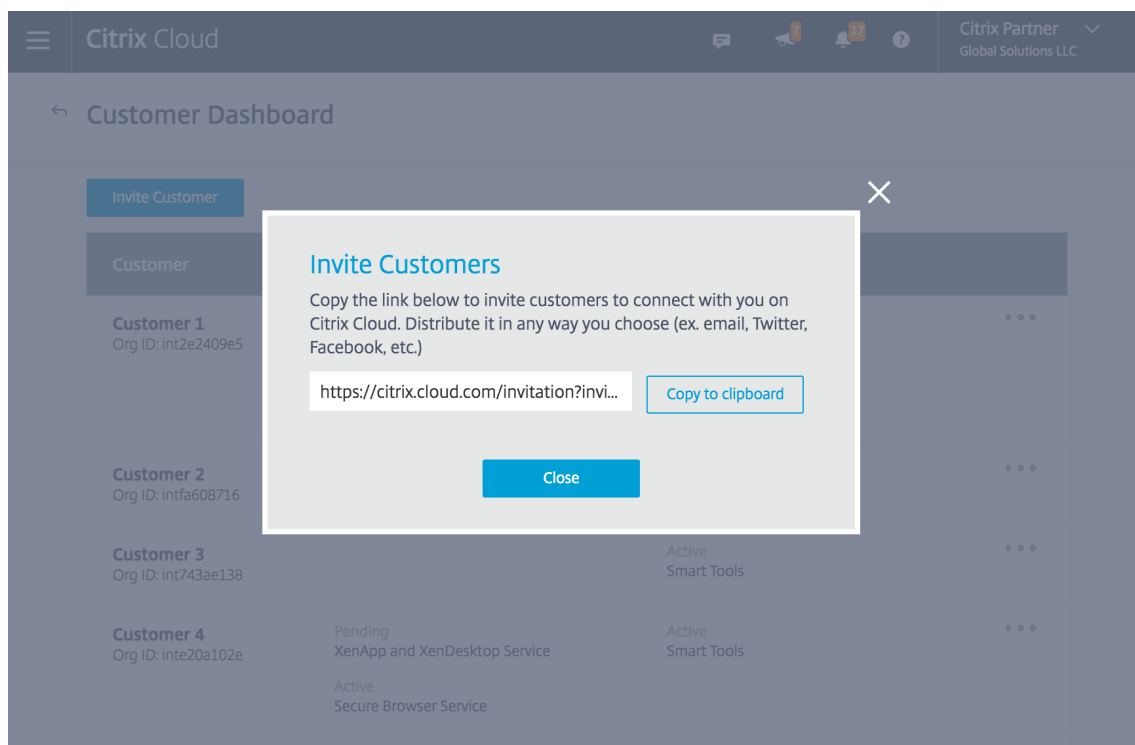 Citrix Cloud
7
17
Citrix Partner
Global Solutions LLC
Customer Dashboard
Invite Customer
Customer
Invite Customers
Copy the link below to invite customers to connect with you on
Citrix Cloud. Distribute it in any way you choose (ex. email, Twitter,
Facebook, etc.)
https://citrix.cloud.com/invitation?invi...
Copy to clipboard
Close
Customer 1
Org ID: int2e2409e5
Customer 2
Org ID: intfa608716
Customer 3
Org ID: int743ae138
Active
Smart Tools
Customer 4
Org ID: inte20a102e
Pending
XenApp and XenDesktop Service
Active
Secure Browser Service
Active
Smart Tools